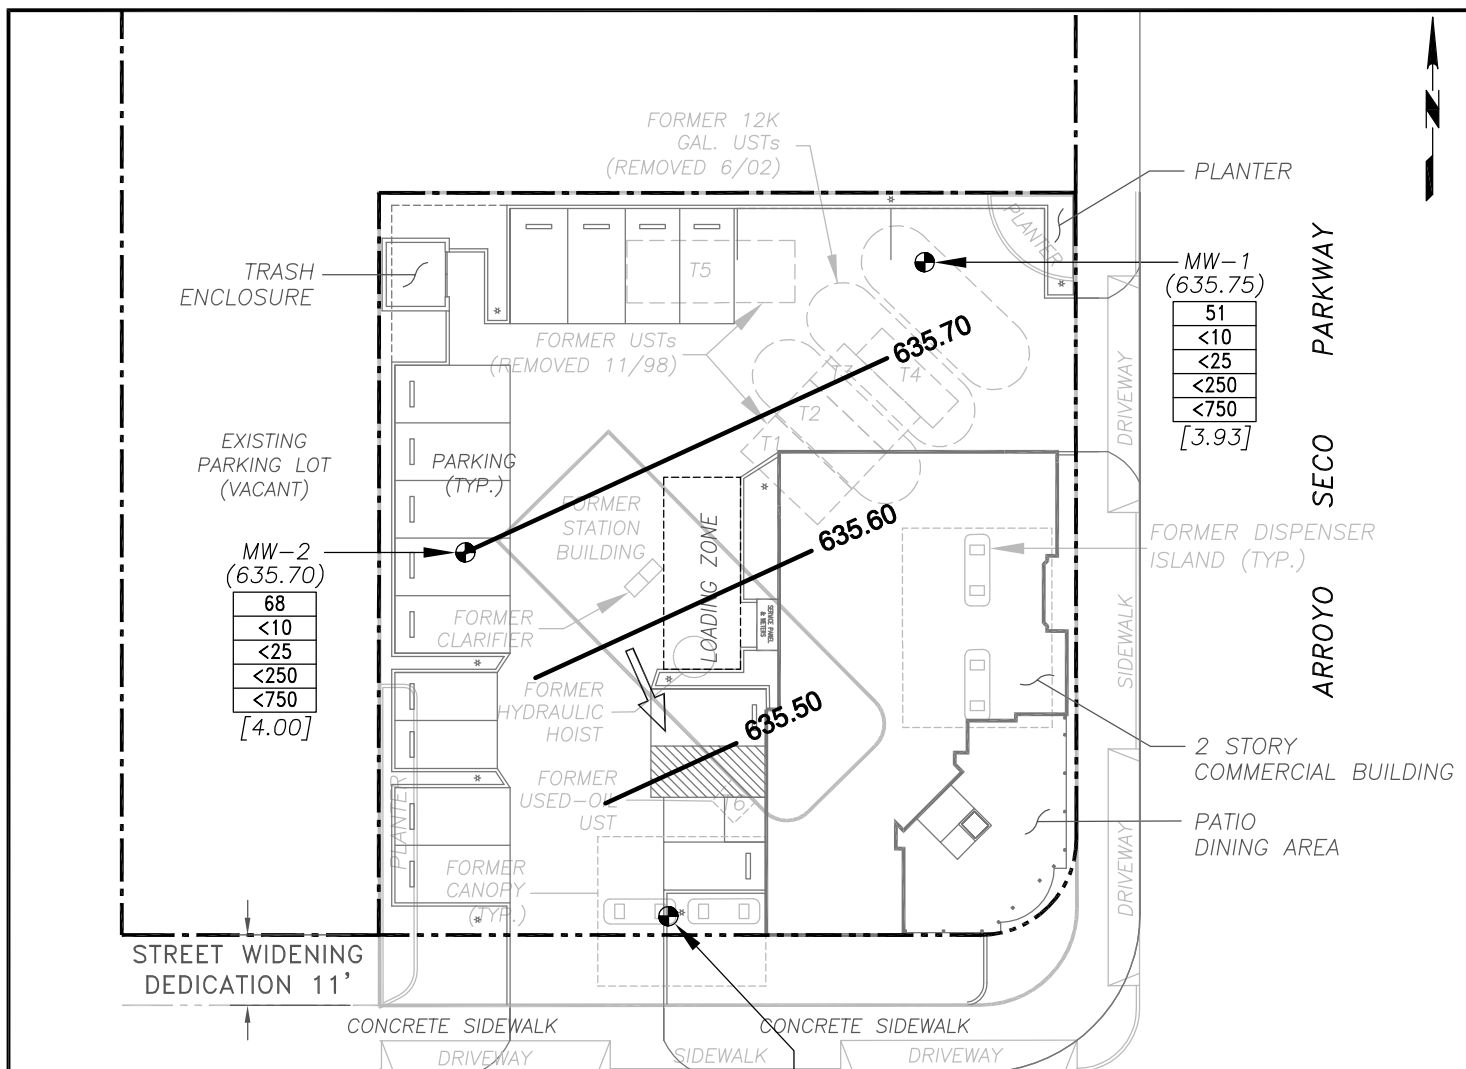 FORMER 12K
GAL. USTs
(REMOVED 6/02)
N
PLANTER
PLANTER
TRASH
ENCLOSURE
T5
MW-1
(635.75)
51
<10
<25
<250
<750
[3.93]
FORMER USTs
(REMOVED 11/98)
635.70
T3
T4
T2
T1
DRIVEWAY
ARROYO SECO PARKWAY
EXISTING
PARKING LOT
(VACANT)
PARKING
(TYP.)
FORMER
STATION
BUILDING
LOADING ZONE
635.60
FORMER DISPENSER
ISLAND (TYP.)
MW-2
(635.70)
68
<10
<25
<250
<750
[4.00]
FORMER
CLARIFIER
SERVICE PANEL
& METERS
SIDEWALK
FORMER
HYDRAULIC
HOIST
635.50
2 STORY
COMMERCIAL BUILDING
FORMER
USED-OIL
UST
T6
PLANTER
PATIO
DINING AREA
DRIVEWAY
FORMER
CANOPY
(TYP.)
STREET WIDENING
DEDICATION 11'
CONCRETE SIDEWALK
CONCRETE SIDEWALK
DRIVEWAY
SIDEWALK
DRIVEWAY